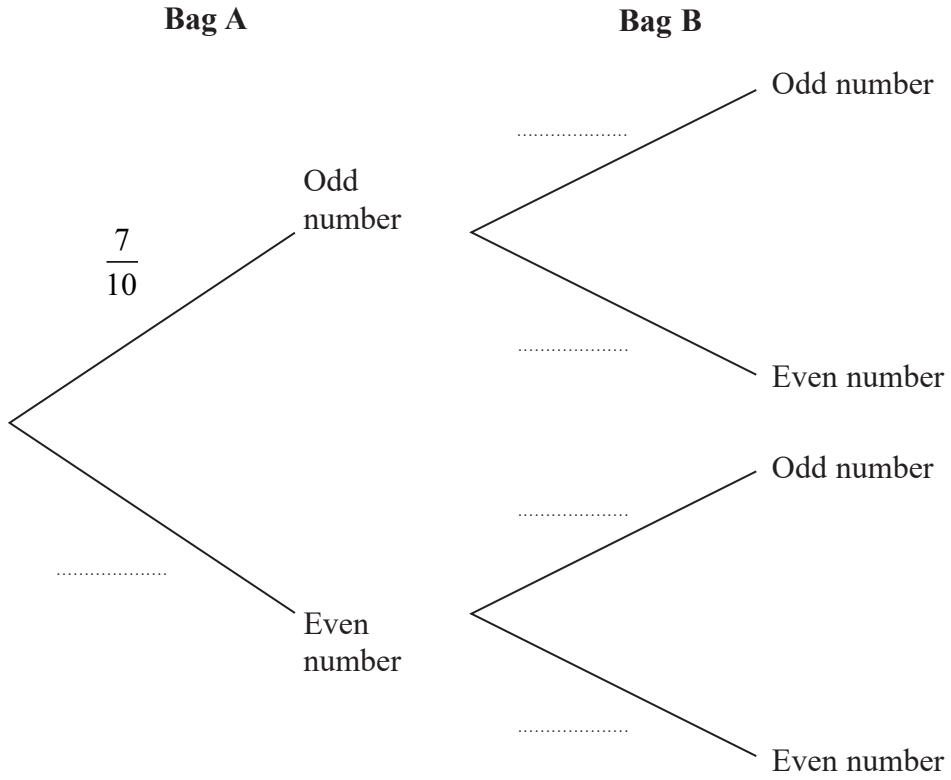 Bag A
Bag B
Odd number
....................
Odd
number
7
10
....................
Even number
Odd number
....................
....................
Even
number
....................
Even number